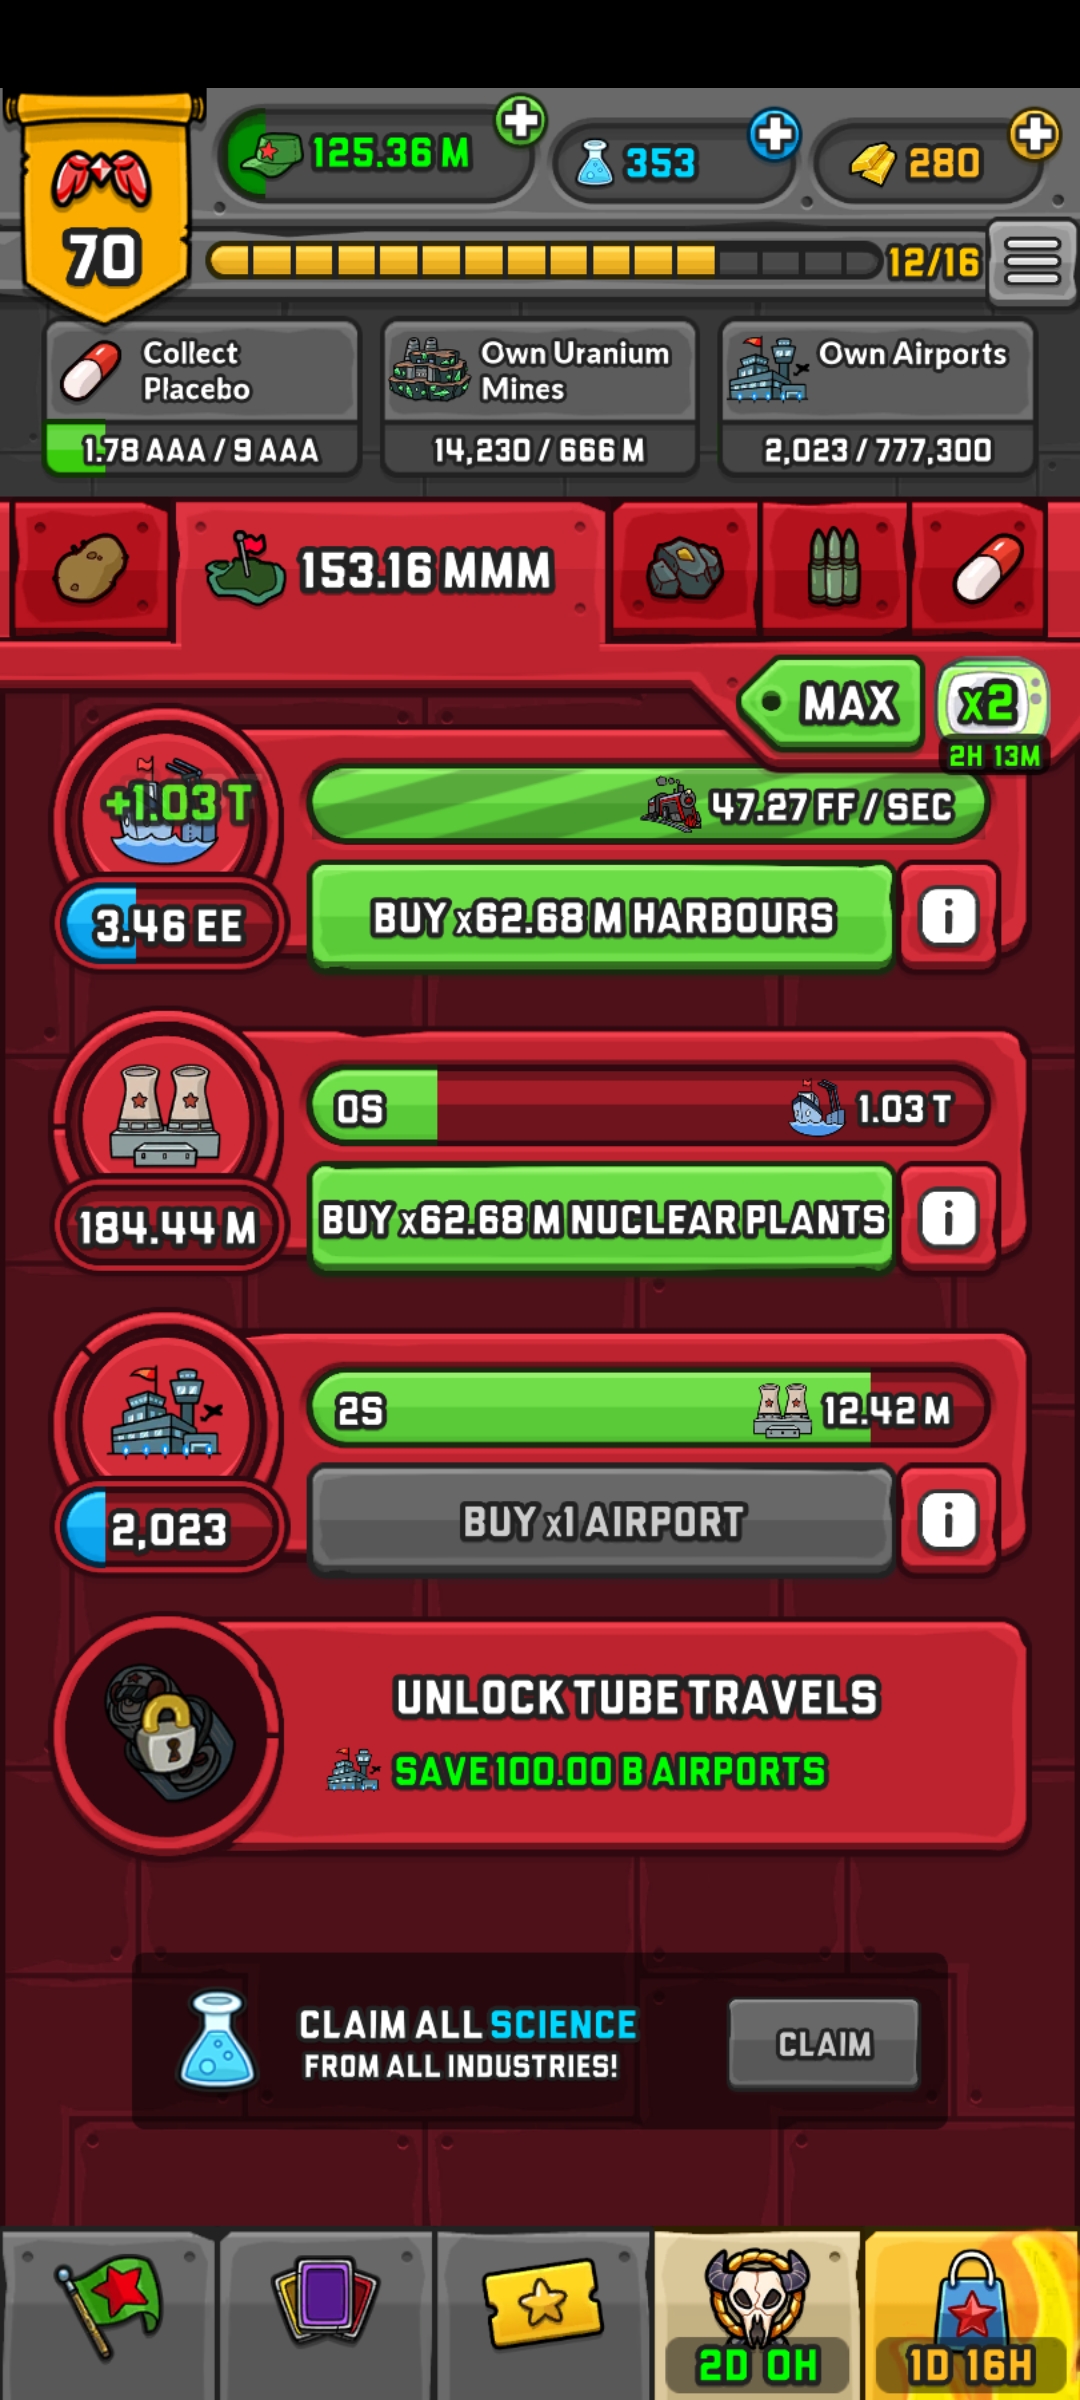 125.36 M
353
280
70
12/16
Collect
Placebo
Own Uranium
Mines
Own Airports
1.78 AAA / 9 AAA
14,230 / 666 M
2,023 / 777,300
153.16 MMM
MAX
x2
2H 13M
+1.03 T
47.27 FF / SEC
3.46 EE
BUY x62.68 M HARBOURS
i
0S
1.03 T
184.44 M
BUY x62.68 M NUCLEAR PLANTS
i
2S
12.42 M
2,023
BUY x1 AIRPORT
i
UNLOCK TUBE TRAVELS
SAVE 100.00 B AIRPORTS
CLAIM ALL SCIENCE
FROM ALL INDUSTRIES!
CLAIM
2D 0H
1D 16H